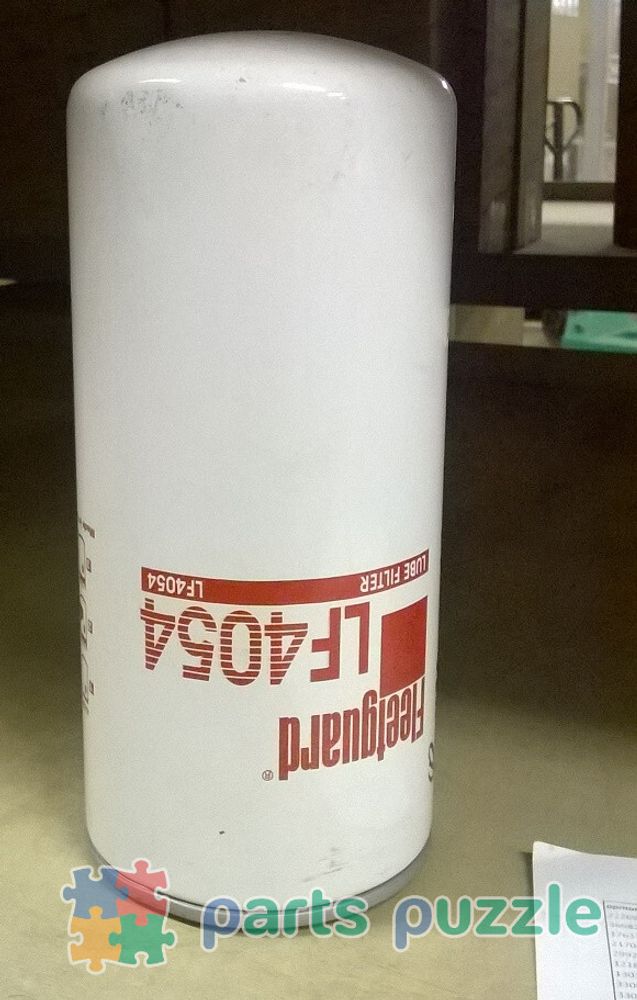 Fleetguard®
LF4054
LUBE FILTER LF4054
parts puzzle